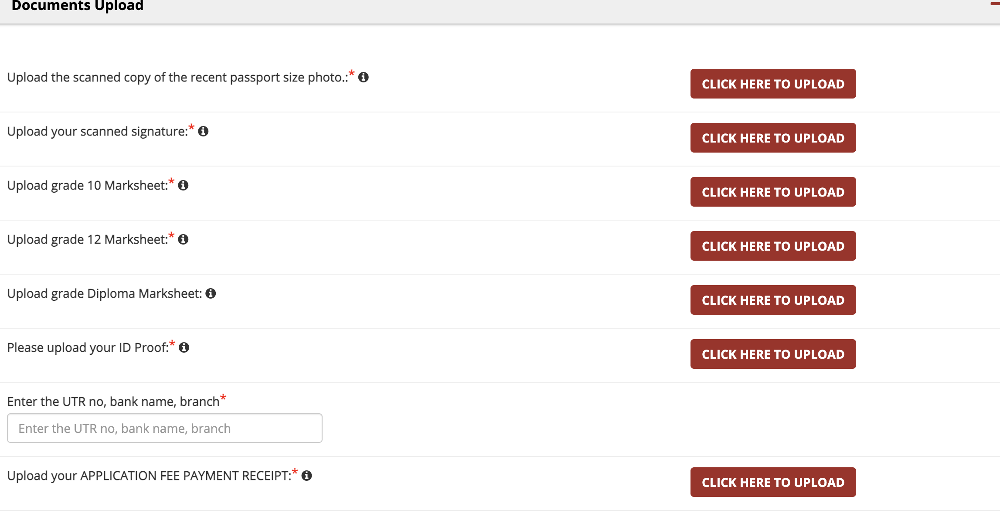 Documents Upload
Upload the scanned copy of the recent passport size photo.:*
CLICK HERE TO UPLOAD
Upload your scanned signature:*
CLICK HERE TO UPLOAD
Upload grade 10 Marksheet:*
CLICK HERE TO UPLOAD
Upload grade 12 Marksheet:*
CLICK HERE TO UPLOAD
Upload grade Diploma Marksheet:
CLICK HERE TO UPLOAD
Please upload your ID Proof:*
CLICK HERE TO UPLOAD
Enter the UTR no, bank name, branch*
Enter the UTR no, bank name, branch
Upload your APPLICATION FEE PAYMENT RECEIPT:*
CLICK HERE TO UPLOAD